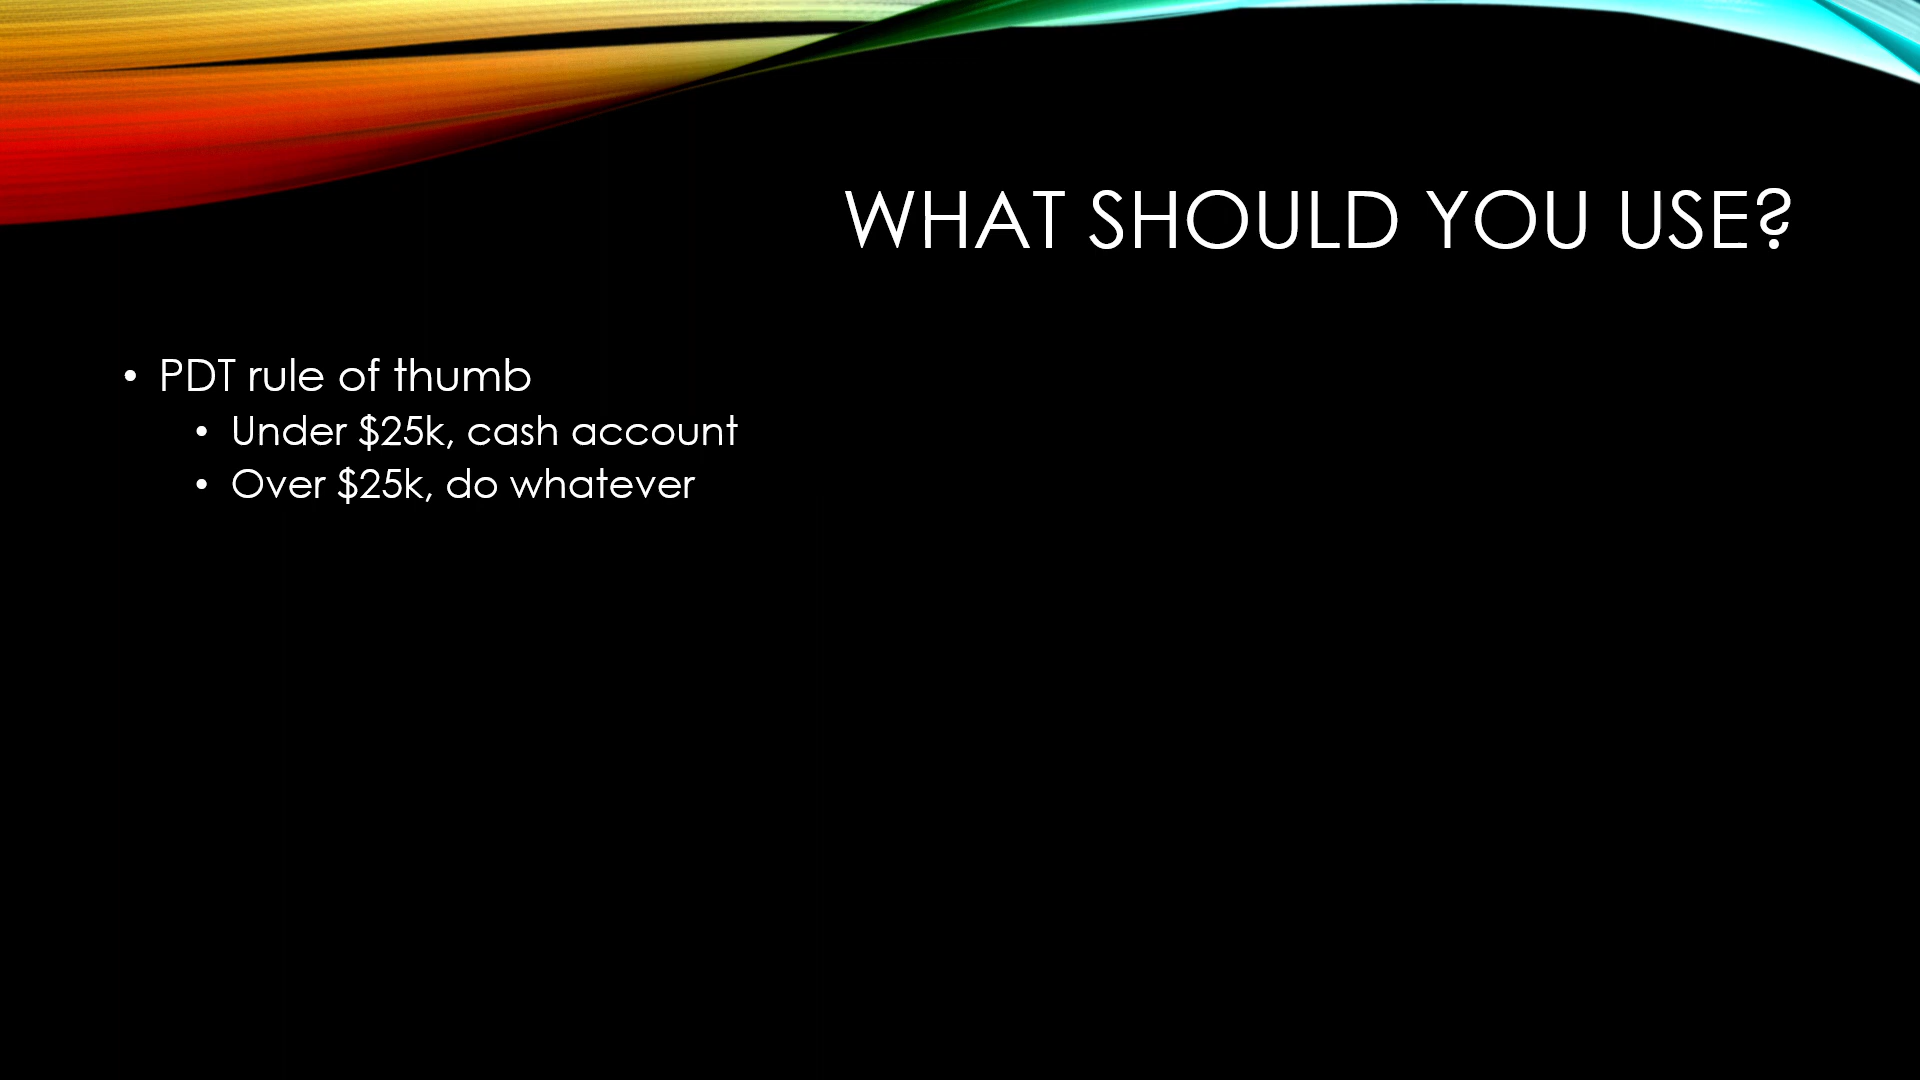 WHAT SHOULD YOU USE?
• PDT rule of thumb
• Under $25k, cash account
• Over $25k, do whatever